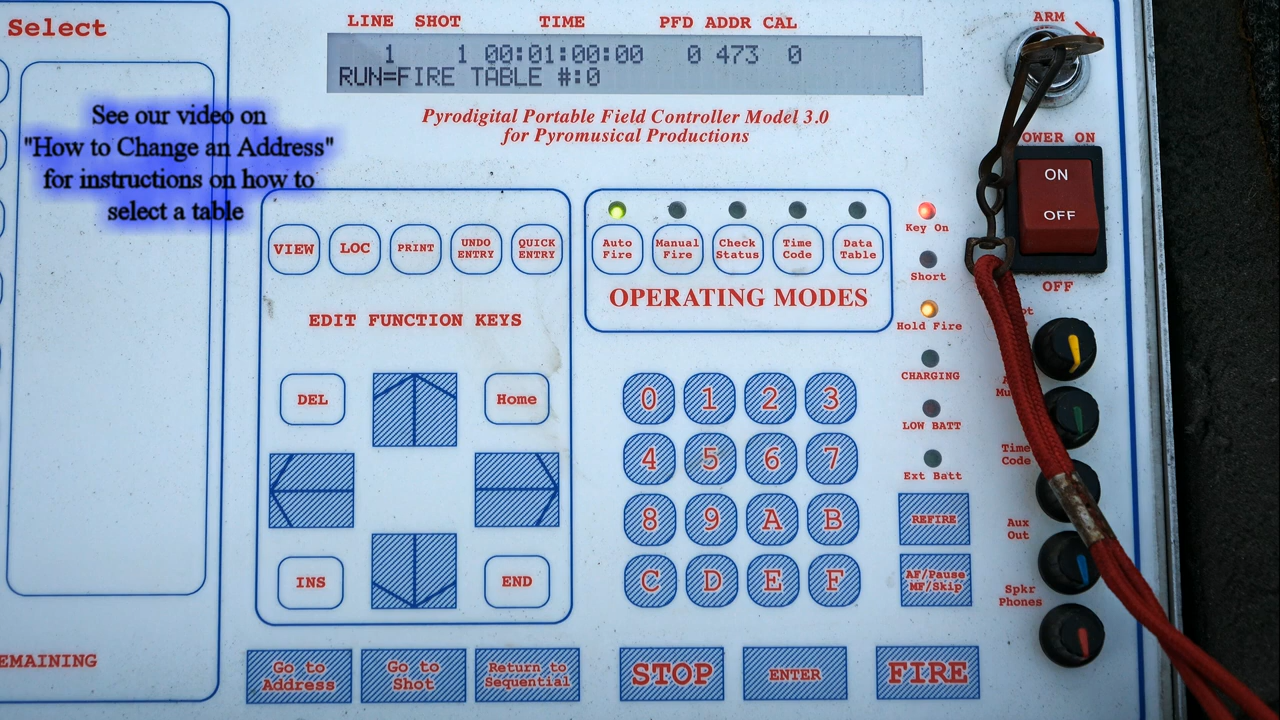 Select
LINE SHOT TIME PFD ADDR CAL
1 1 00:01:00:00 0 473 0
RUN=FIRE TABLE #:0
Pyrodigital Portable Field Controller Model 3.0
for Pyromusical Productions
See our video on
"How to Change an Address"
for instructions on how to
select a table
ARM
OWER ON
ON
OFF
OFF
VIEW LOC PRINT UNDO ENTRY QUICK ENTRY
EDIT FUNCTION KEYS
DEL Home
INS END
Auto Fire Manual Fire Check Status Time Code Data Table
OPERATING MODES
Key On
Short
Hold Fire
CHARGING
LOW BATT
Ext Batt
0 1 2 3
4 5 6 7
8 9 A B
C D E F
REFIRE
AF/Pause
MF/Skip
Time
Code
Aux
Out
Spkr
Phones
EMAINING
Go to Address Go to Shot Return to Sequential STOP ENTER FIRE